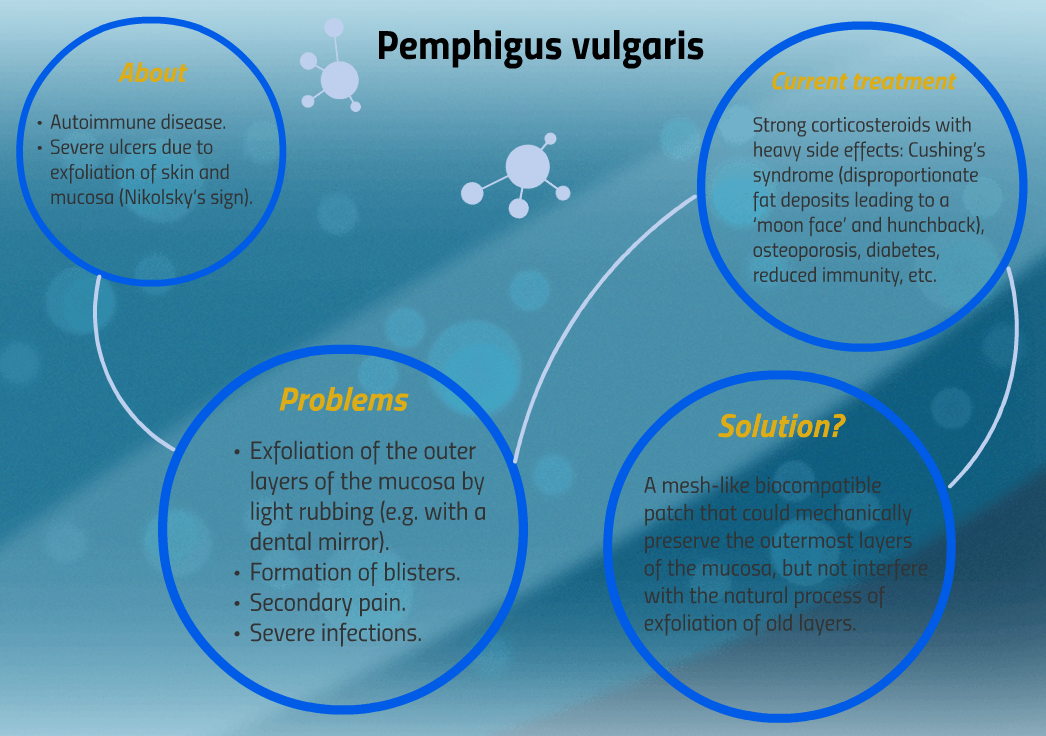 Pemphigus vulgaris
About
• Autoimmune disease.
• Severe ulcers due to
exfoliation of skin and
mucosa (Nikolsky's sign).
Problems
• Exfoliation of the outer
layers of the mucosa by
light rubbing (e.g. with a
dental mirror).
• Formation of blisters.
• Secondary pain.
• Severe infections.
Current treatment
Strong corticosteroids with
heavy side effects: Cushing's
syndrome (disproportionate
fat deposits leading to a
'moon face' and hunchback),
osteoporosis, diabetes,
reduced immunity, etc.
Solution?
A mesh-like biocompatible
patch that could mechanically
preserve the outermost layers
of the mucosa, but not interfere
with the natural process of
exfoliation of old layers.